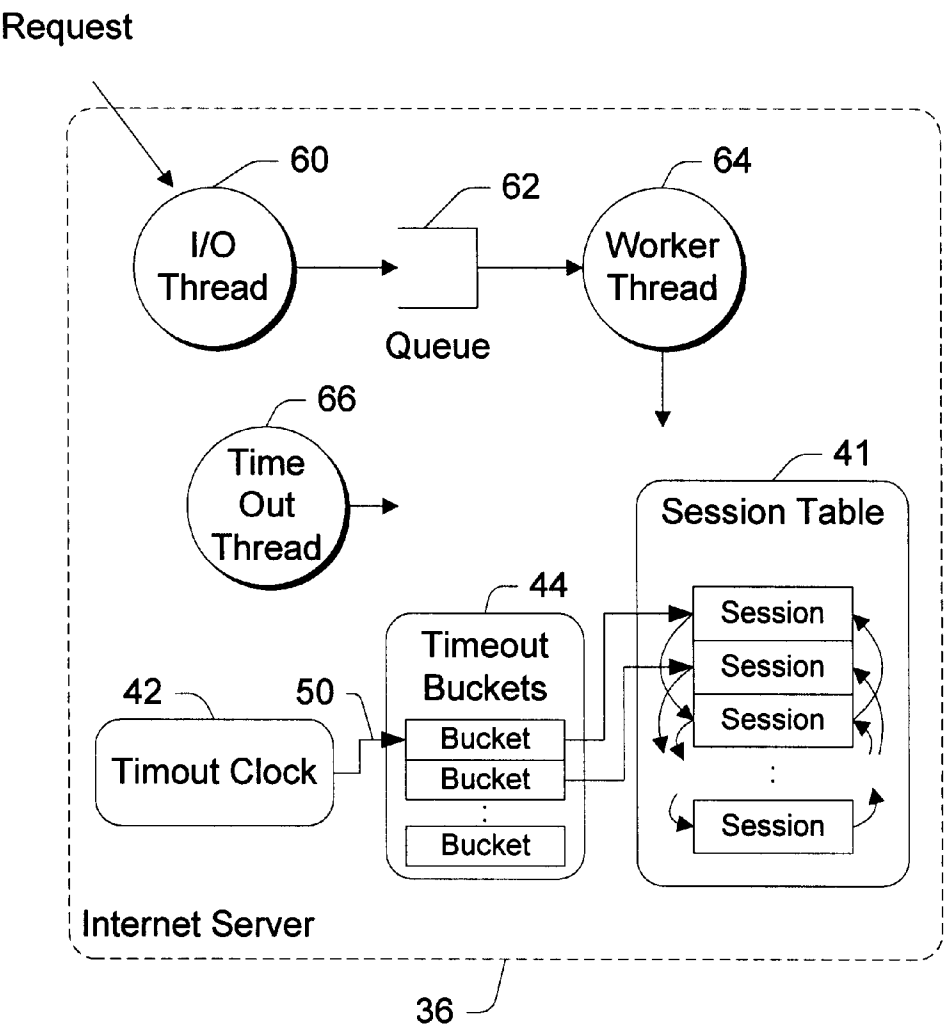 Request
60
62
64
I/O
Thread
Worker
Thread
Queue
66
Time
Out
Thread
41
Session Table
44
Timeout
Buckets
Session
Session
Session
:
Session
42
50
Timout Clock
Bucket
Bucket
:
Bucket
Internet Server
36